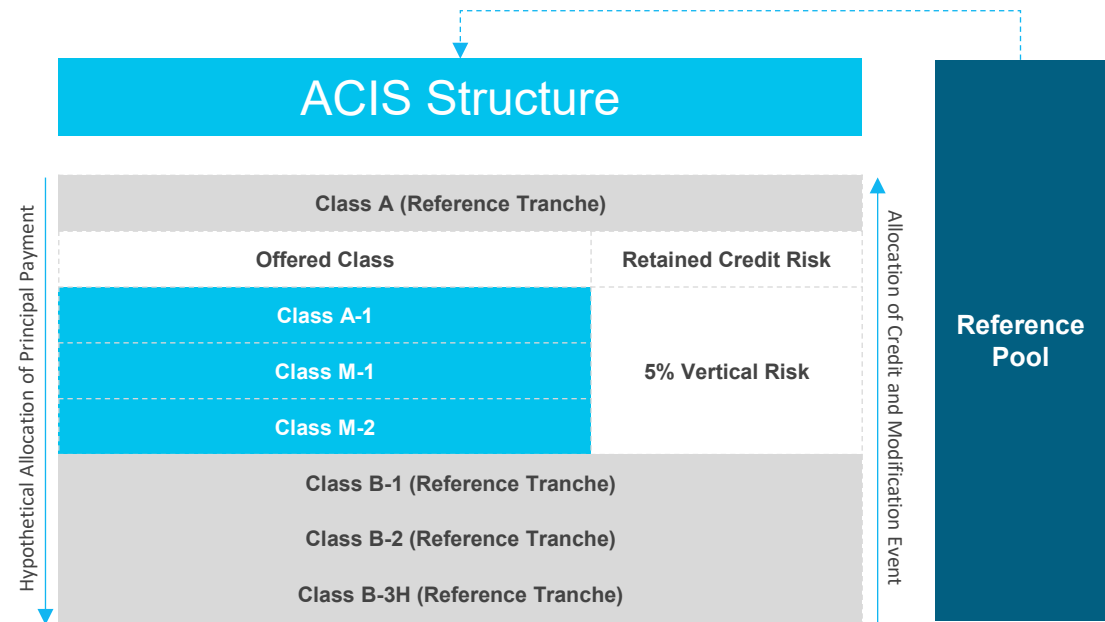 ACIS Structure
Hypothetical Allocation of Principal Payment
Class A (Reference Tranche)
Offered Class
Retained Credit Risk
Class A-1
Class M-1
Class M-2
5% Vertical Risk
Class B-1 (Reference Tranche)
Class B-2 (Reference Tranche)
Class B-3H (Reference Tranche)
Allocation of Credit and Modification Event
Reference
Pool